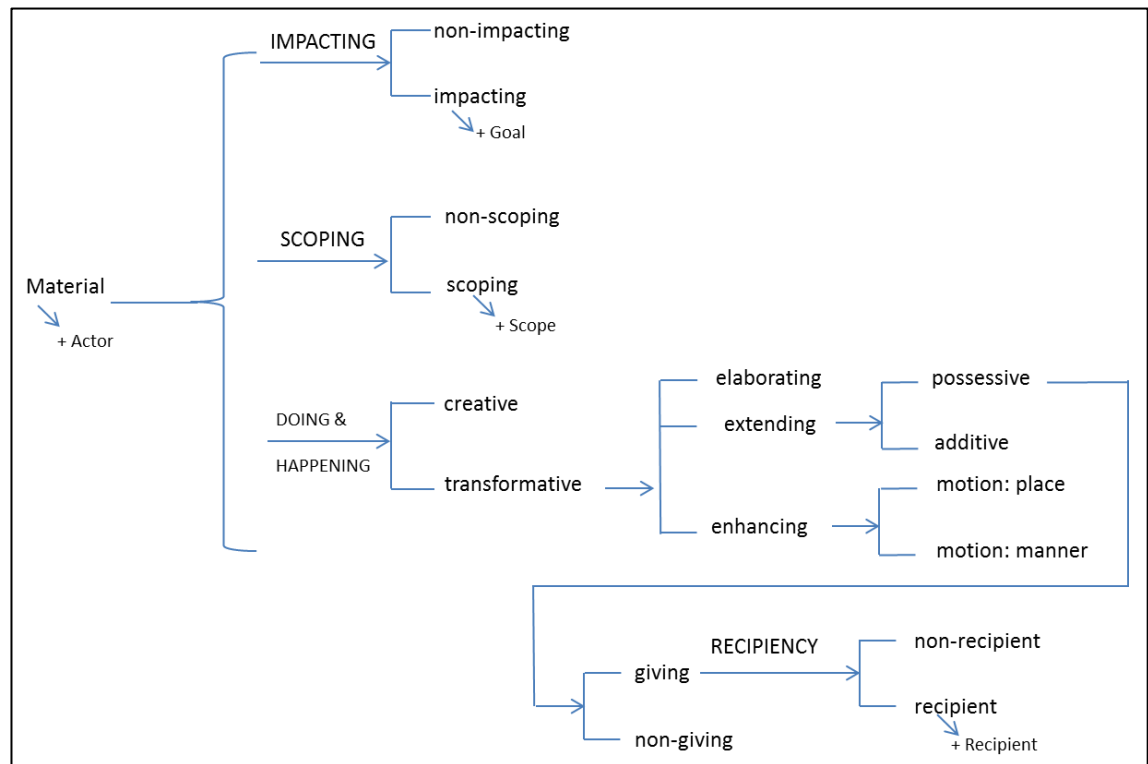 IMPACTING
non-impacting
impacting
+ Goal
SCOPING
non-scoping
scoping
+ Scope
Material
+ Actor
DOING &
HAPPENING
creative
transformative
elaborating
extending
enhancing
possessive
additive
motion: place
motion: manner
giving
non-giving
RECIPIENCY
non-recipient
recipient
+ Recipient